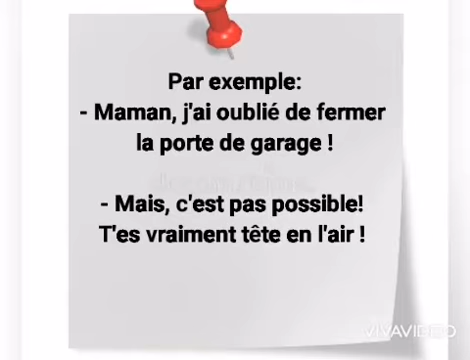 Par exemple:
- Maman, j'ai oublié de fermer
la porte de garage !
- Mais, c'est pas possible!
T'es vraiment tête en l'air !
VIVAVIDEO